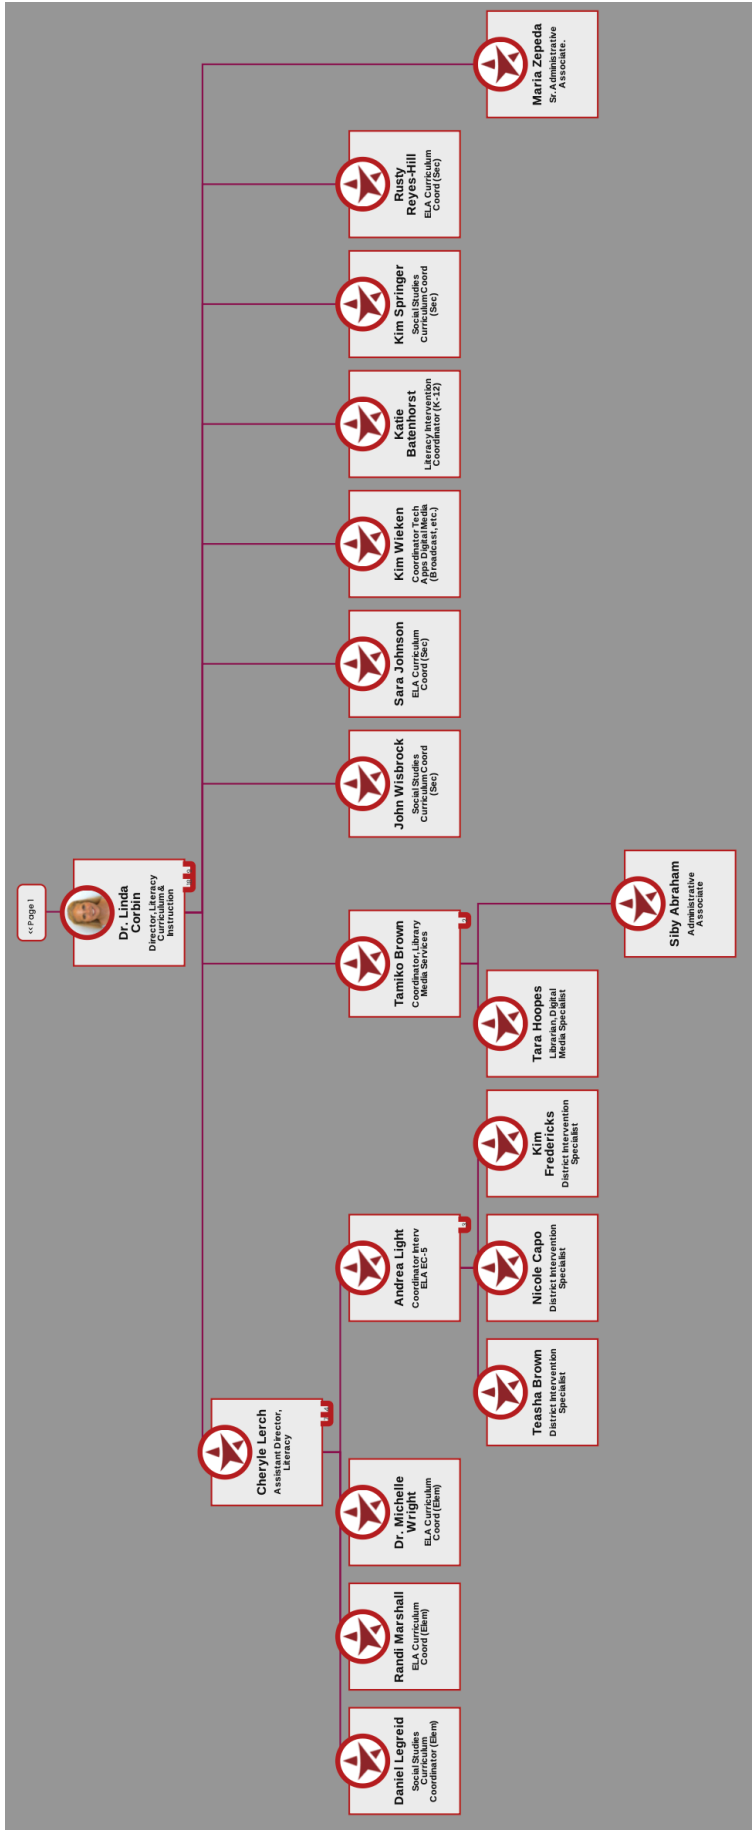 << Page 1
Dr. Linda
Corbin
Director, Literacy
Curriculum &
Instruction
Cheryle Lerch
Assistant Director,
Literacy
Daniel Legreid
Social Studies
Curriculum
Coordinator (Elem)
Randi Marshall
ELA Curriculum
Coord (Elem)
Dr. Michelle
Wright
ELA Curriculum
Coord (Elem)
Andrea Light
Coordinator Interv
ELA EC-5
Tamiko Brown
Coordinator, Library
Media Services
John Wisbrock
Social Studies
Curriculum Coord
(Sec)
Sara Johnson
ELA Curriculum
Coord (Sec)
Kim Wieken
Coordinator Tech
Apps Digital Media
(Broadcast, etc.)
Katie
Batenhorst
Literacy Intervention
Coordinator (K-12)
Kim Springer
Social Studies
Curriculum Coord
(Sec)
Rusty
Reyes-Hill
ELA Curriculum
Coord (Sec)
Teasha Brown
District Intervention
Specialist
Nicole Capo
District Intervention
Specialist
Kim
Fredericks
District Intervention
Specialist
Tara Hoopes
Librarian, Digital
Media Specialist
Maria Zepeda
Sr. Administrative
Associate.
Siby Abraham
Administrative
Associate